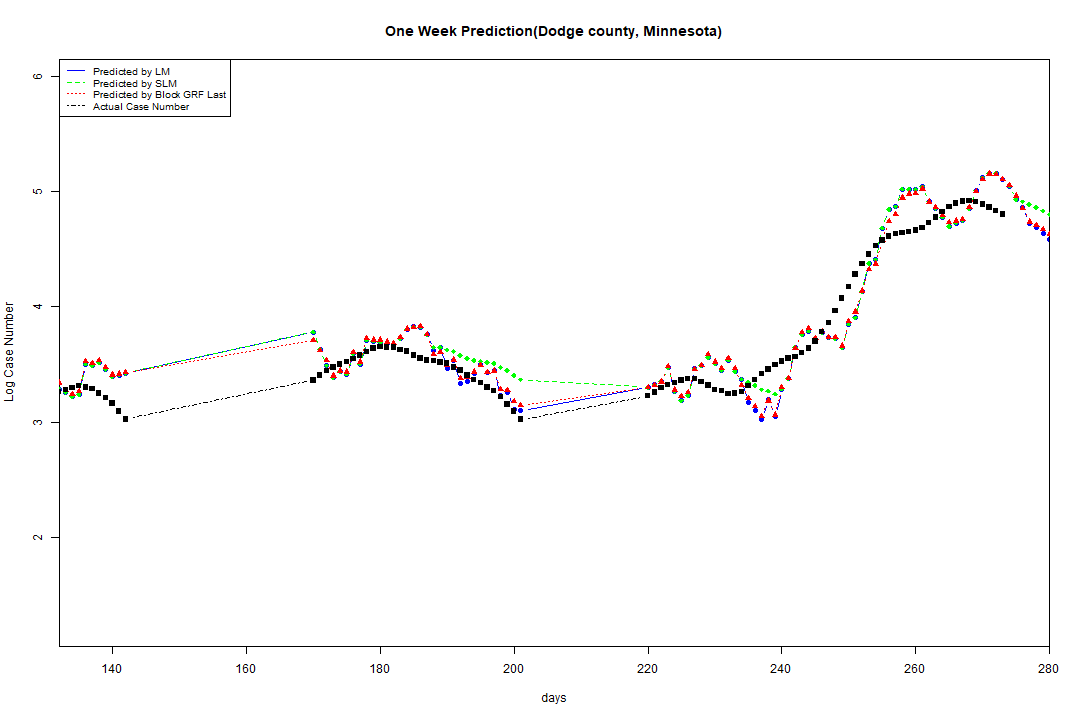 One Week Prediction(Dodge county, Minnesota)
Predicted by LM
Predicted by SLM
Predicted by Block GRF Last
Actual Case Number
6
5
4
3
2
Log Case Number
140 160 180 200 220 240 260 280
days